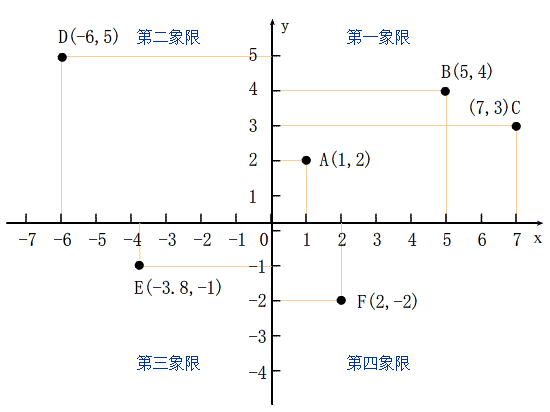 y
D(-6,5) 第二象限 第一象限
5
B(5,4)
4
(7,3)C
3
2 A(1,2)
1
-7 -6 -5 -4 -3 -2 -1 0 1 2 3 4 5 6 7 x
-1
E(-3.8,-1)
-2 F(2,-2)
-3
第三象限 第四象限
-4